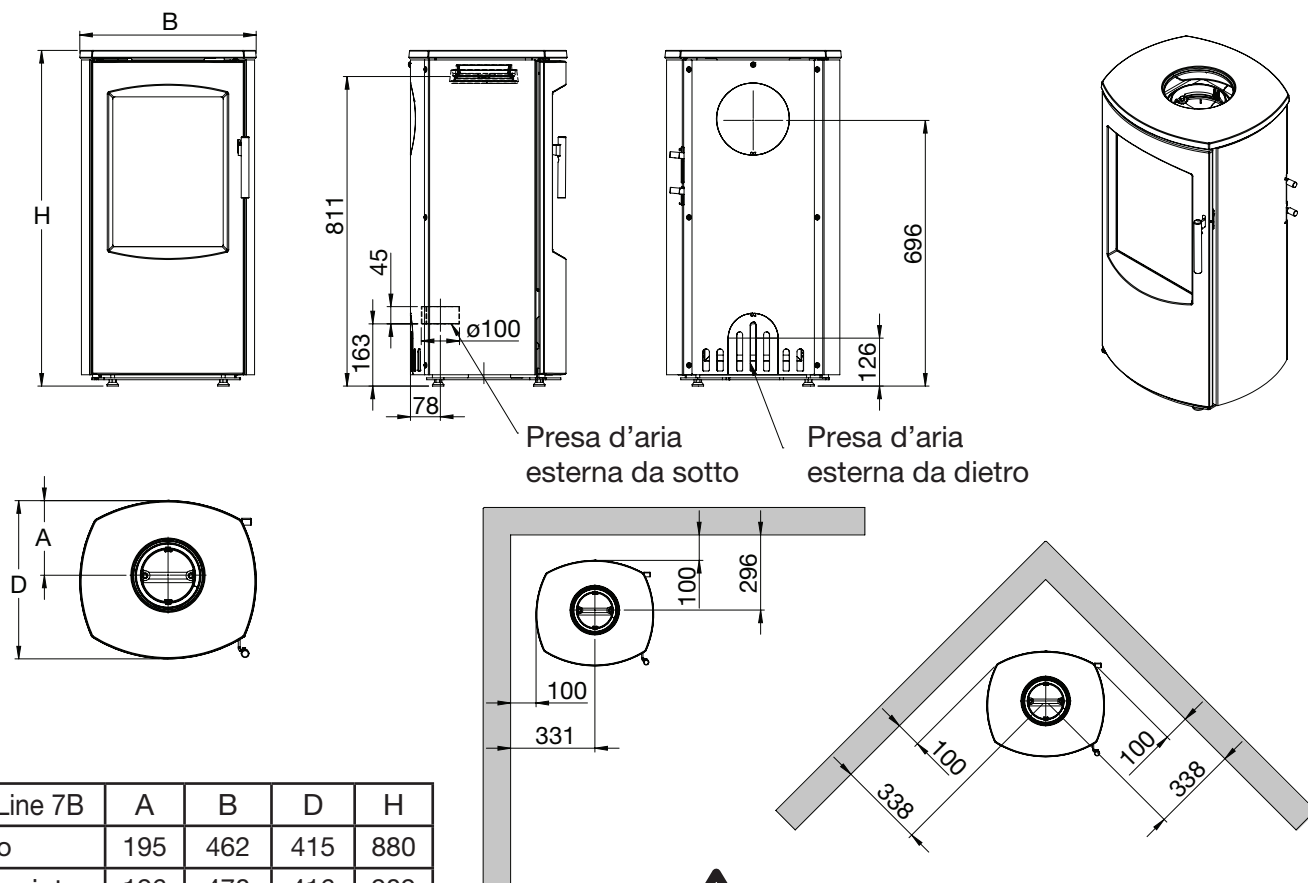 B
H
811
45
163
ø100
78
Presa d’aria
esterna da sotto
696
126
Presa d’aria
esterna da dietro
A
D
100
296
100
331
100
338
100
338
Line 7B A B D H
o 195 462 415 880